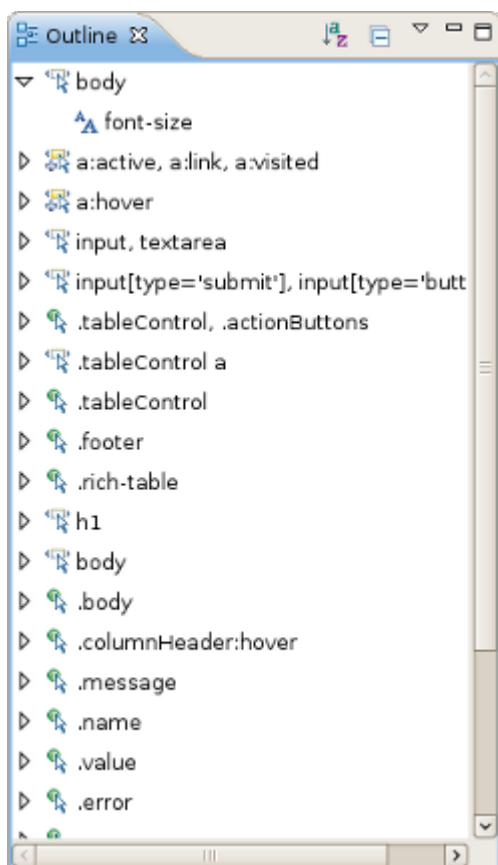 Outline
body
font-size
a:active, a:link, a:visited
a:hover
input, textarea
input[type='submit'], input[type='butt
.tableControl, .actionButtons
.tableControl a
.tableControl
.footer
.rich-table
h1
body
.body
.columnHeader:hover
.message
.name
.value
.error